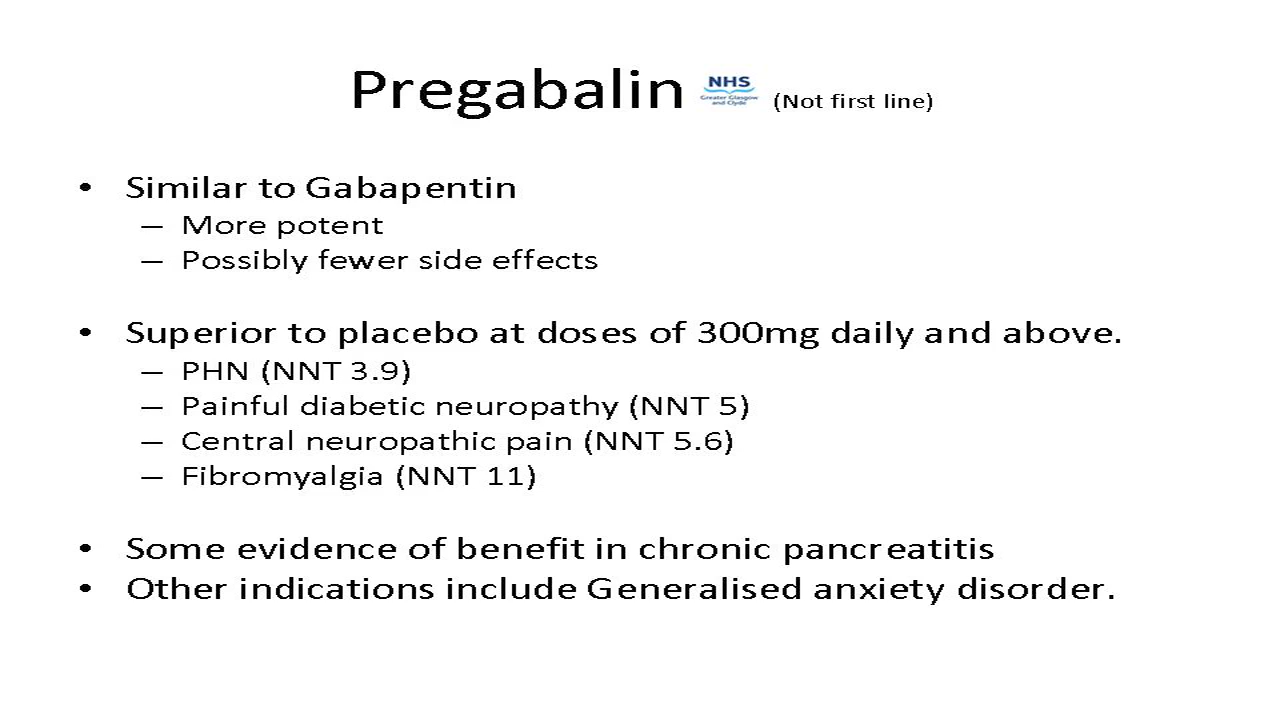 Pregabalin NHS Greater Glasgow and Clyde (Not first line)
• Similar to Gabapentin
– More potent
– Possibly fewer side effects
• Superior to placebo at doses of 300mg daily and above.
– PHN (NNT 3.9)
– Painful diabetic neuropathy (NNT 5)
– Central neuropathic pain (NNT 5.6)
– Fibromyalgia (NNT 11)
• Some evidence of benefit in chronic pancreatitis
• Other indications include Generalised anxiety disorder.